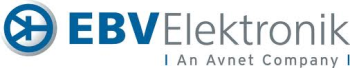 EBVElektronik
| An Avnet Company |